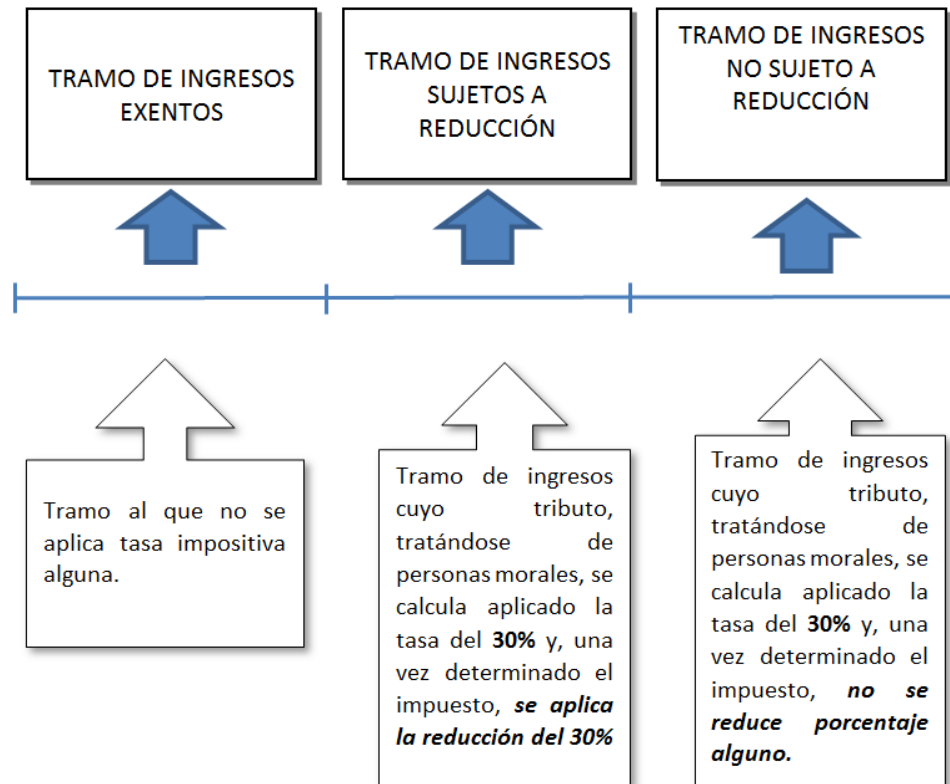 TRAMO DE INGRESOS
EXENTOS
TRAMO DE INGRESOS
SUJETOS A
REDUCCIÓN
TRAMO DE INGRESOS
NO SUJETO A
REDUCCIÓN
Tramo al que no se
aplica tasa impositiva
alguna.
Tramo de ingresos
cuyo tributo,
tratándose de
personas morales, se
calcula aplicado la
tasa del 30% y, una
vez determinado el
impuesto, se aplica
la reducción del 30%
Tramo de ingresos
cuyo tributo,
tratándose de
personas morales, se
calcula aplicado la
tasa del 30% y, una
vez determinado el
impuesto, no se
reduce porcentaje
alguno.